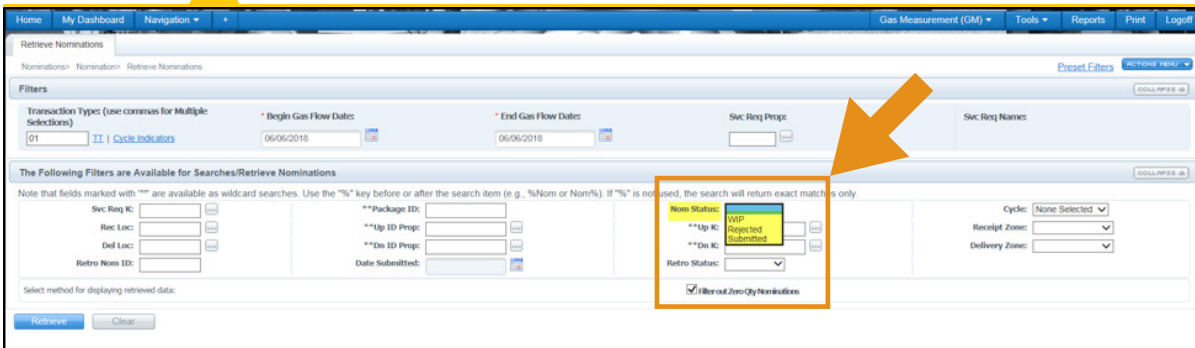 Home My Dashboard Navigation + Gas Measurement (GM) Tools Reports Print Logoff
Retrieve Nominations
Nominations> Nomination> Retrieve Nominations Preset Filters ACTIONS MENU
Filters COLLAPSE
Transaction Type: (use commas for Multiple Selections) * Begin Gas Flow Date: * End Gas Flow Date: Svc Req Prop: Svc Req Name:
01 TT | Cycle Indicators 06/06/2018 06/06/2018
The Following Filters are Available for Searches/Retrieve Nominations COLLAPSE
Note that fields marked with "**" are available as wildcard searches. Use the "%" key before or after the search item (e.g., %Nom or Nom%). If "%" is not used, the search will return exact matches only.
Svc Req K: **Package ID: Nom Status: Cycle: None Selected
WIP
Rec Loc: **Up ID Prop: **Up K: Rejected Receipt Zone:
Submitted
Del Loc: **Dn ID Prop: **Dn K: Delivery Zone:
Retro Nom ID: Date Submitted: Retro Status:
Select method for displaying retrieved data: Filter out Zero Qty Nominations
Retrieve Clear